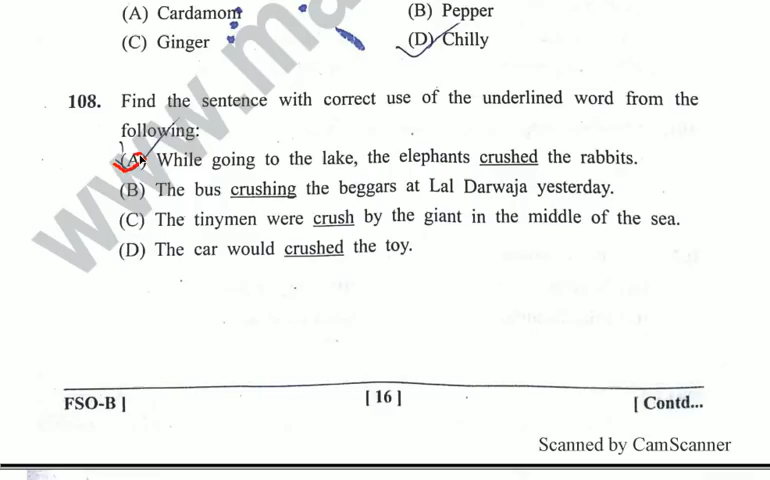 (A) Cardamom (B) Pepper
(C) Ginger (D) Chilly
108. Find the sentence with correct use of the underlined word from the
following:
(A) While going to the lake, the elephants crushed the rabbits.
(B) The bus crushing the beggars at Lal Darwaja yesterday.
(C) The tinymen were crush by the giant in the middle of the sea.
(D) The car would crushed the toy.
FSO-B ] [ 16 ] [ Contd...
Scanned by CamScanner
www.ma